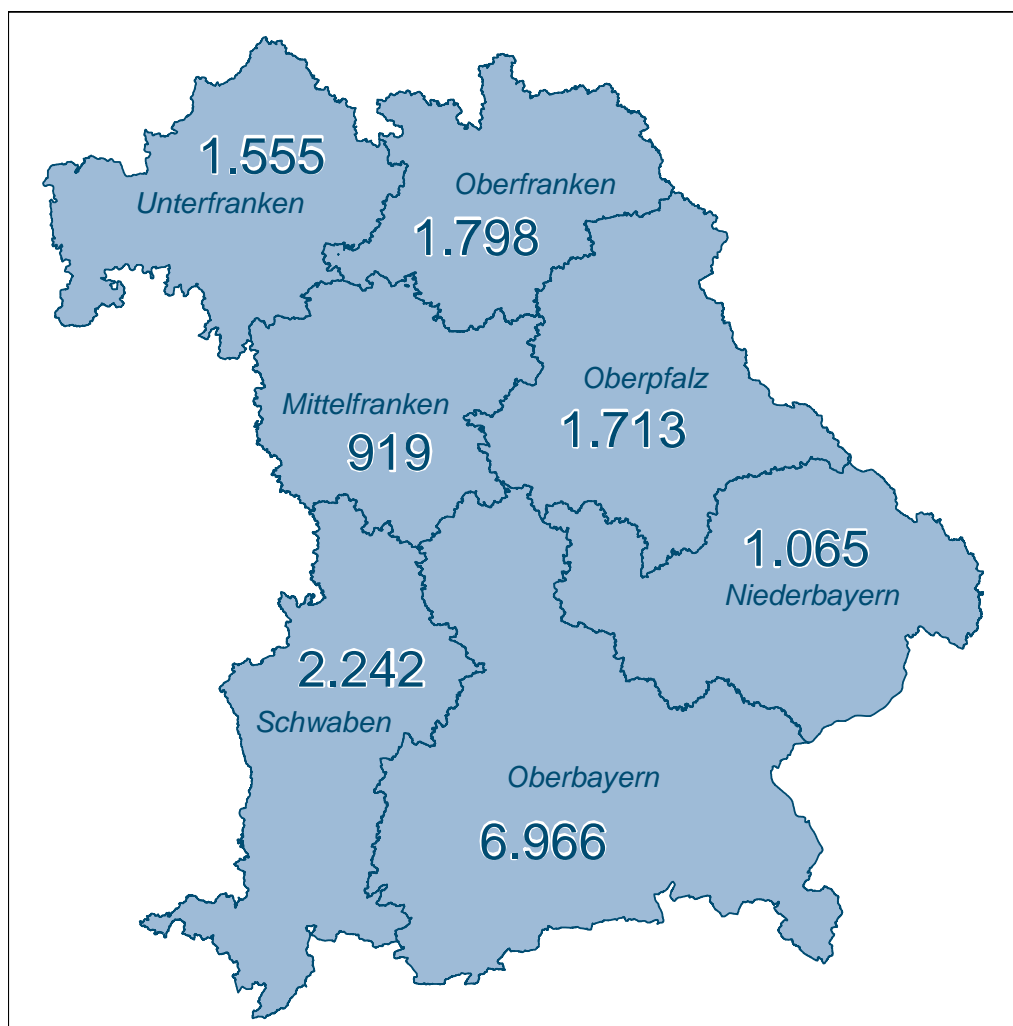 1.555
Unterfranken
Oberfranken
1.798
Oberpfalz
1.713
Mittelfranken
919
1.065
Niederbayern
2.242
Schwaben
Oberbayern
6.966